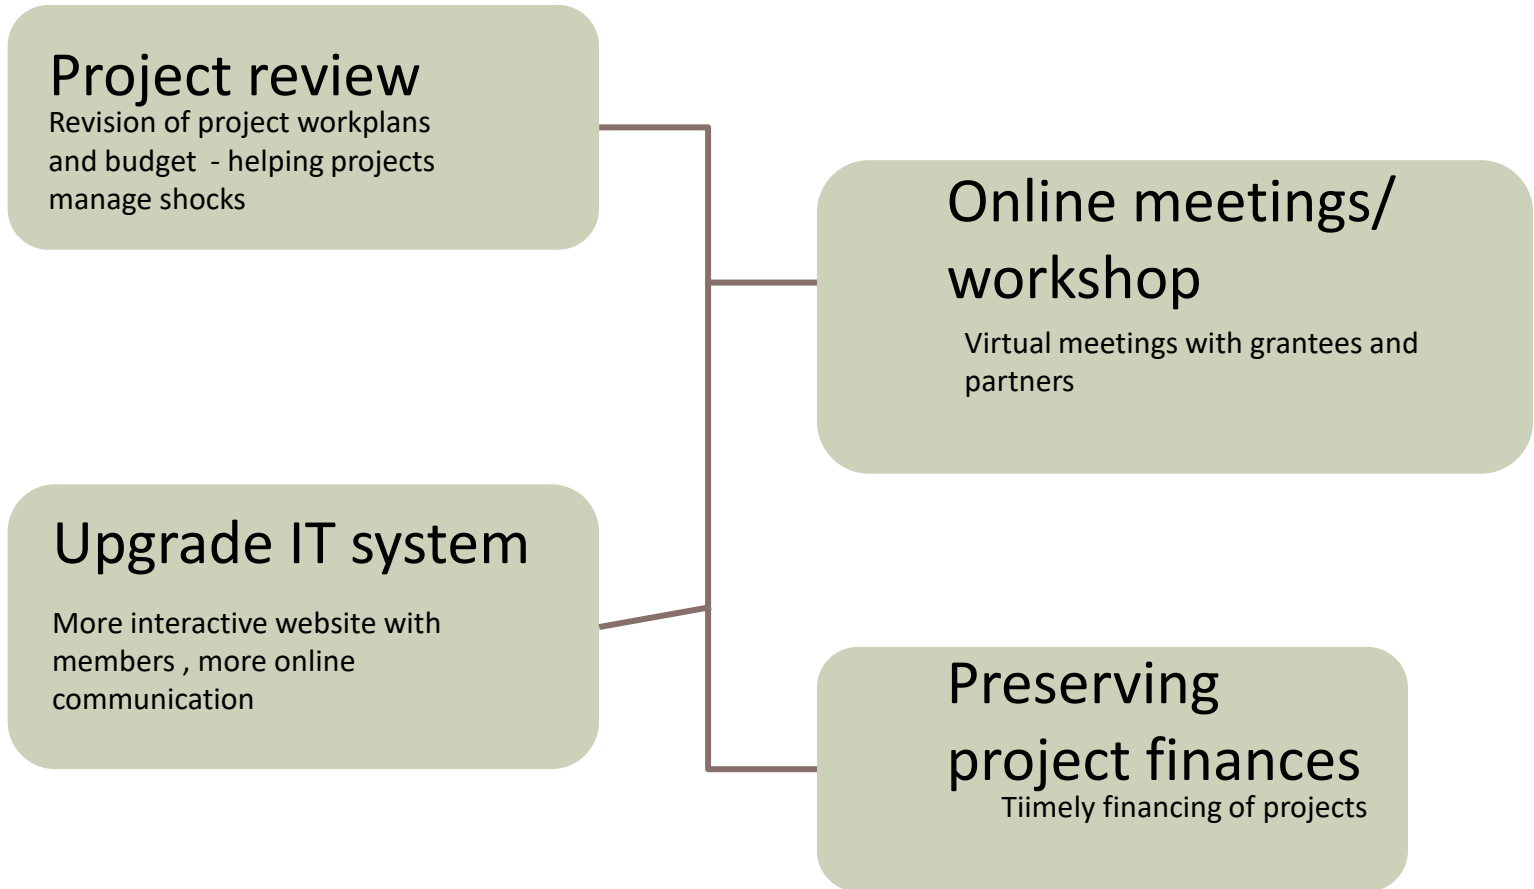 Project review
Revision of project workplans
and budget  - helping projects
manage shocks
Online meetings/
workshop
Virtual meetings with grantees and
partners
Upgrade IT system
More interactive website with
members , more online
communication
Preserving
project finances
Tiimely financing of projects